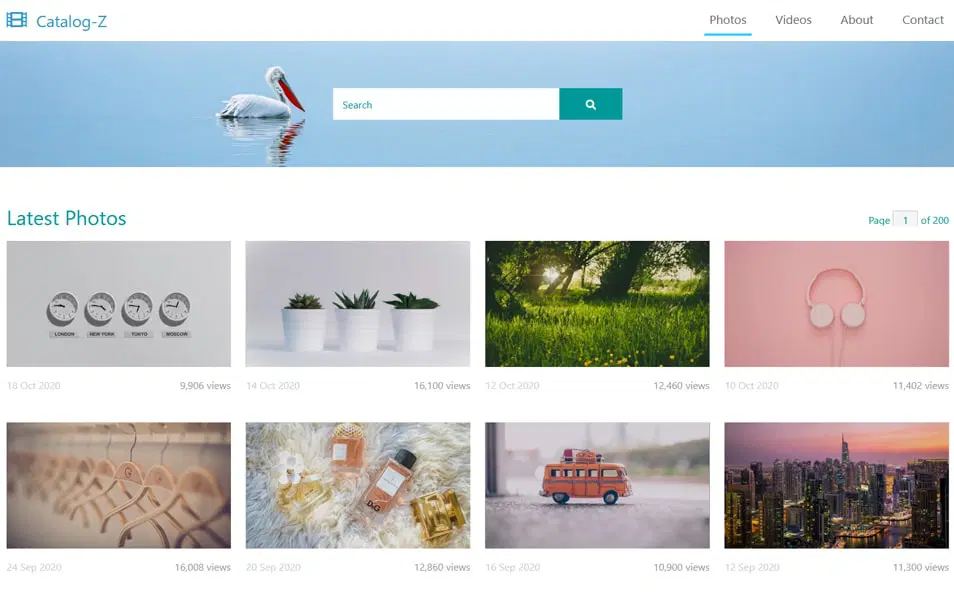 Catalog-Z
Photos Videos About Contact
Search
Latest Photos
Page 1 of 200
LONDON NEW YORK TOKYO MOSCOW
18 Oct 2020 9,906 views
14 Oct 2020 16,100 views
12 Oct 2020 12,460 views
10 Oct 2020 11,402 views
D&G
24 Sep 2020 16,008 views
20 Sep 2020 12,860 views
16 Sep 2020 10,900 views
12 Sep 2020 11,300 views